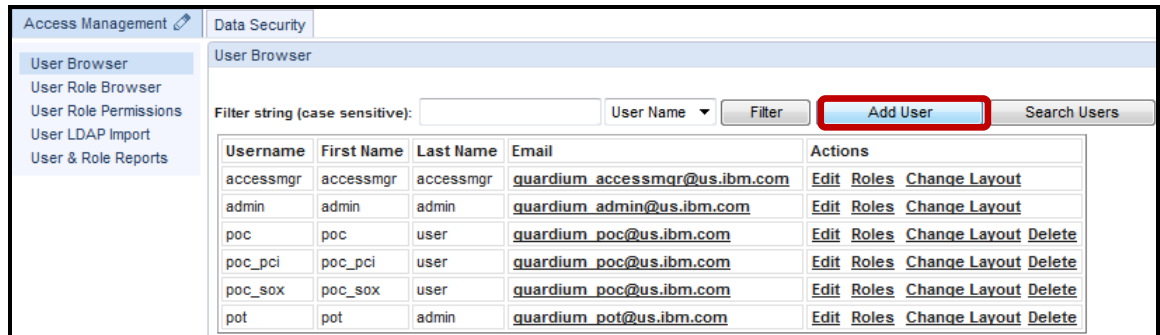 Access Management Data Security
User Browser
User Role Browser
User Role Permissions
User LDAP Import
User & Role Reports
User Browser
Filter string (case sensitive): User Name Filter Add User Search Users
Username First Name Last Name Email Actions
accessmgr accessmgr accessmgr guardium_accessmgr@us.ibm.com Edit Roles Change Layout
admin admin admin guardium_admin@us.ibm.com Edit Roles Change Layout
poc poc user guardium_poc@us.ibm.com Edit Roles Change Layout Delete
poc_pci poc_pci user guardium_poc@us.ibm.com Edit Roles Change Layout Delete
poc_sox poc_sox user guardium_poc@us.ibm.com Edit Roles Change Layout Delete
pot pot admin guardium_pot@us.ibm.com Edit Roles Change Layout Delete